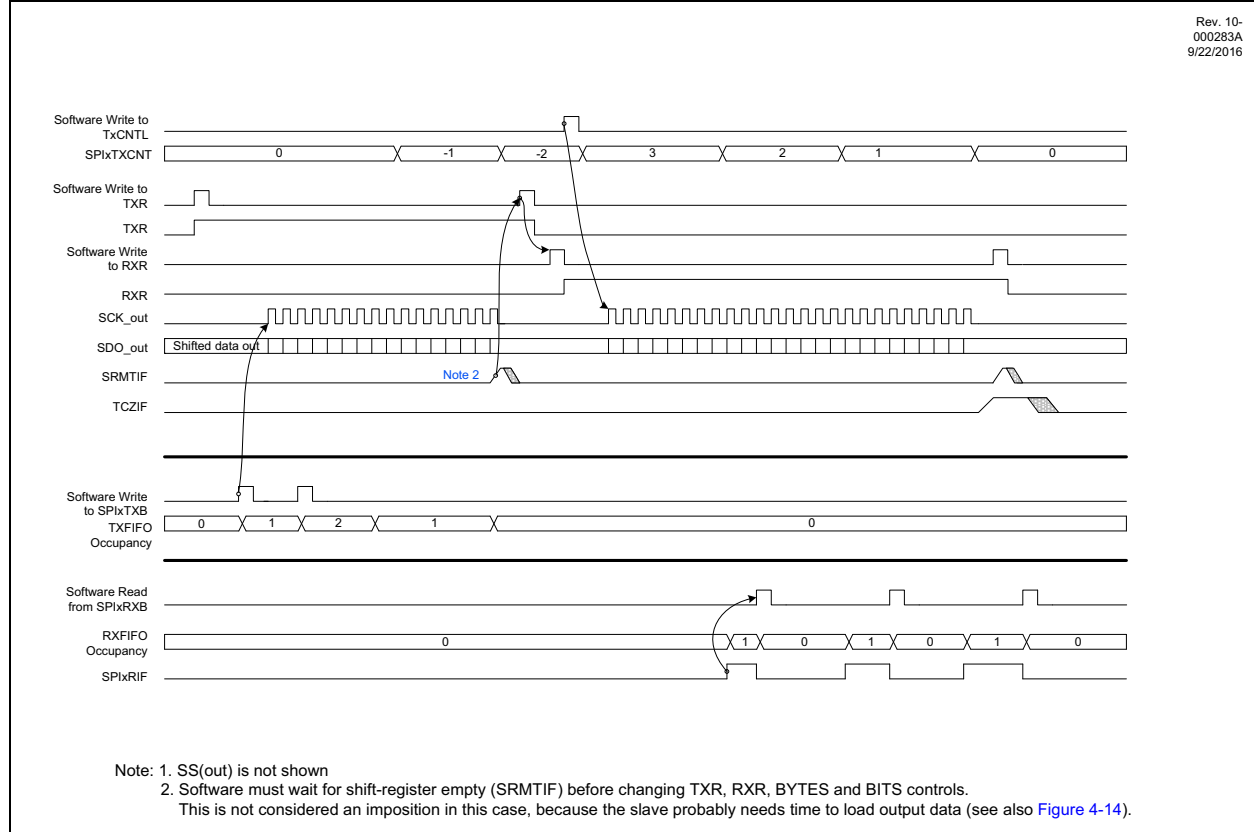 Rev. 10-
000283A
9/22/2016
Software Write to
TxCNTL
SPIxTXCNT
0
-1
-2
3
2
1
0
Software Write to
TXR
TXR
Software Write
to RXR
RXR
SCK_out
SDO_out
Shifted data out
SRMTIF
Note 2
TCZIF
Software Write
to SPIxTXB
TXFIFO
Occupancy
0
1
2
1
0
Software Read
from SPIxRXB
RXFIFO
Occupancy
0
1
0
1
0
1
0
SPIxRIF
Note: 1. SS(out) is not shown
2. Software must wait for shift-register empty (SRMTIF) before changing TXR, RXR, BYTES and BITS controls.
This is not considered an imposition in this case, because the slave probably needs time to load output data (see also Figure 4-14).